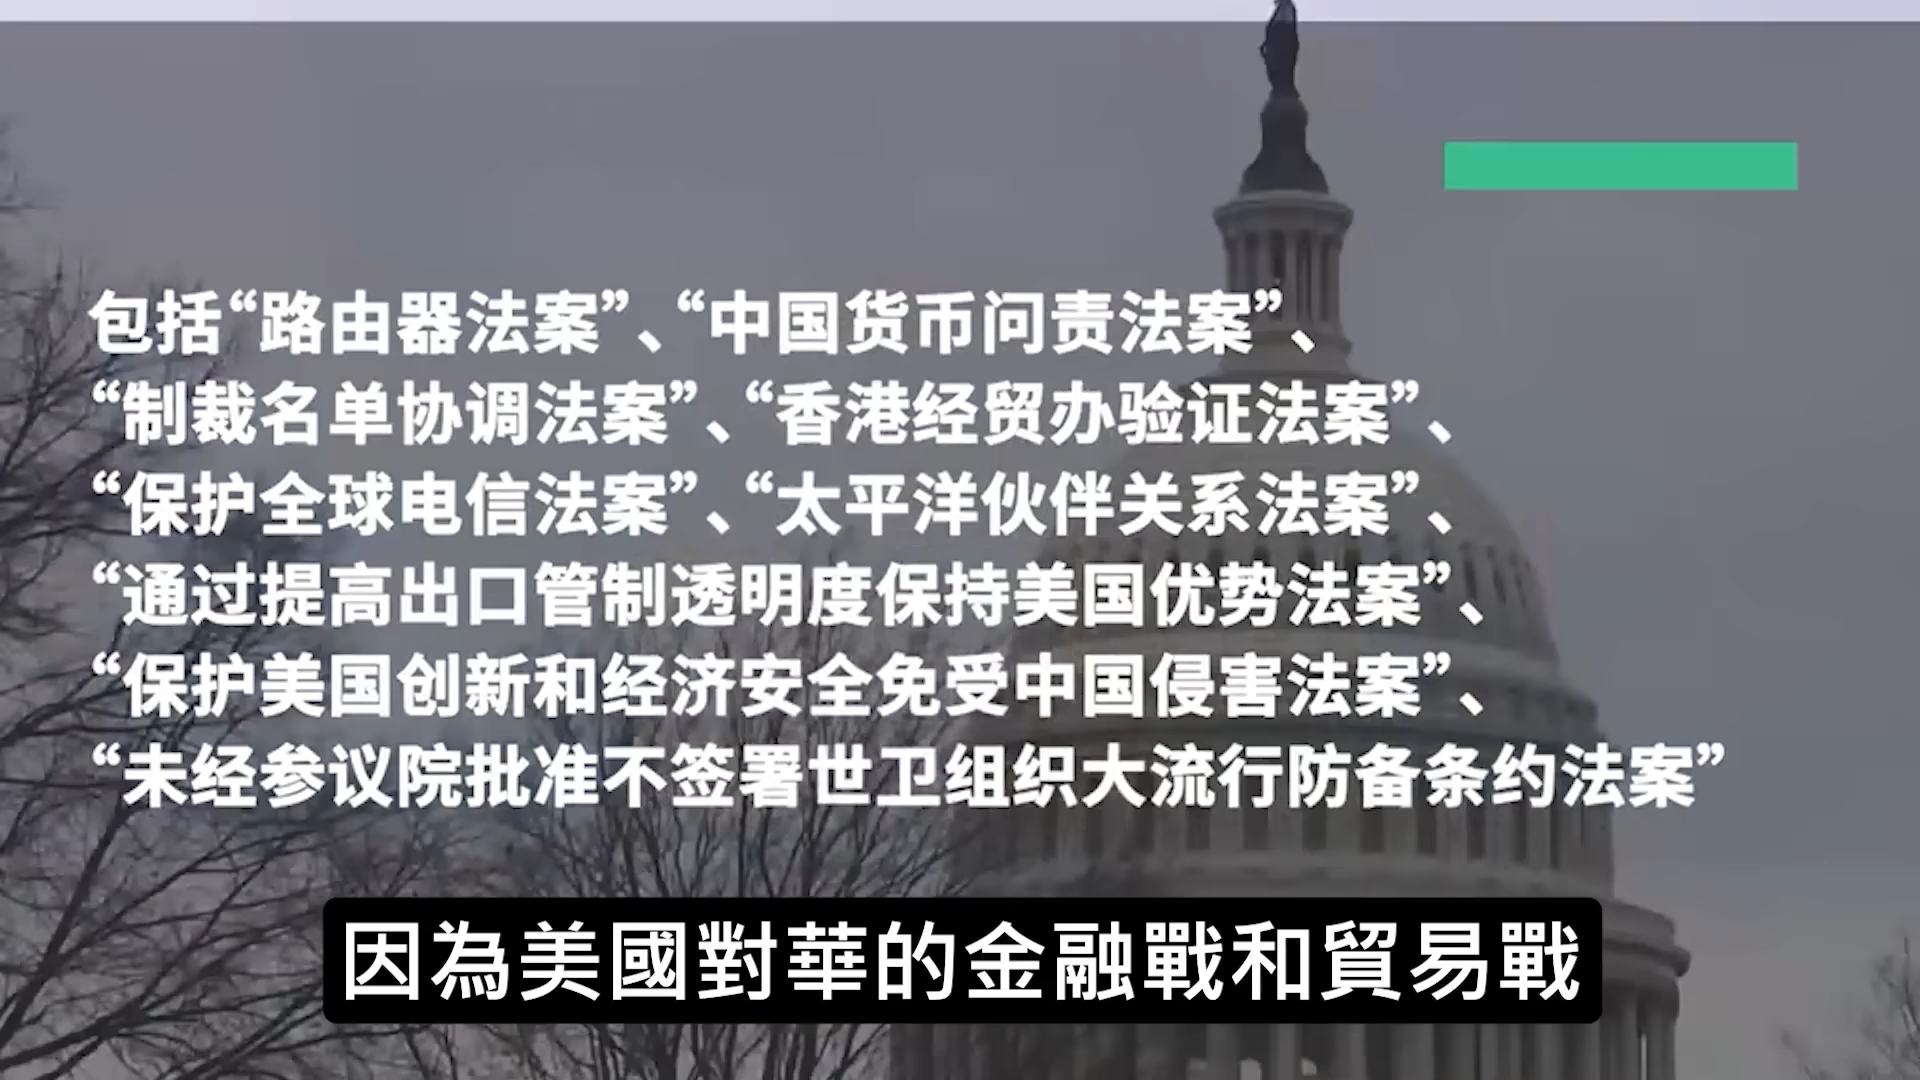 包括“路由器法案”、“中国货币问责法案”、
“制裁名单协调法案”、“香港经贸办验证法案”、
“保护全球电信法案”、“太平洋伙伴关系法案”、
“通过提高出口管制透明度保持美国优势法案”、
“保护美国创新和经济安全免受中国侵害法案”、
“未经参议院批准不签署世卫组织大流行防备条约法案”
因為美國對華的金融戰和貿易戰